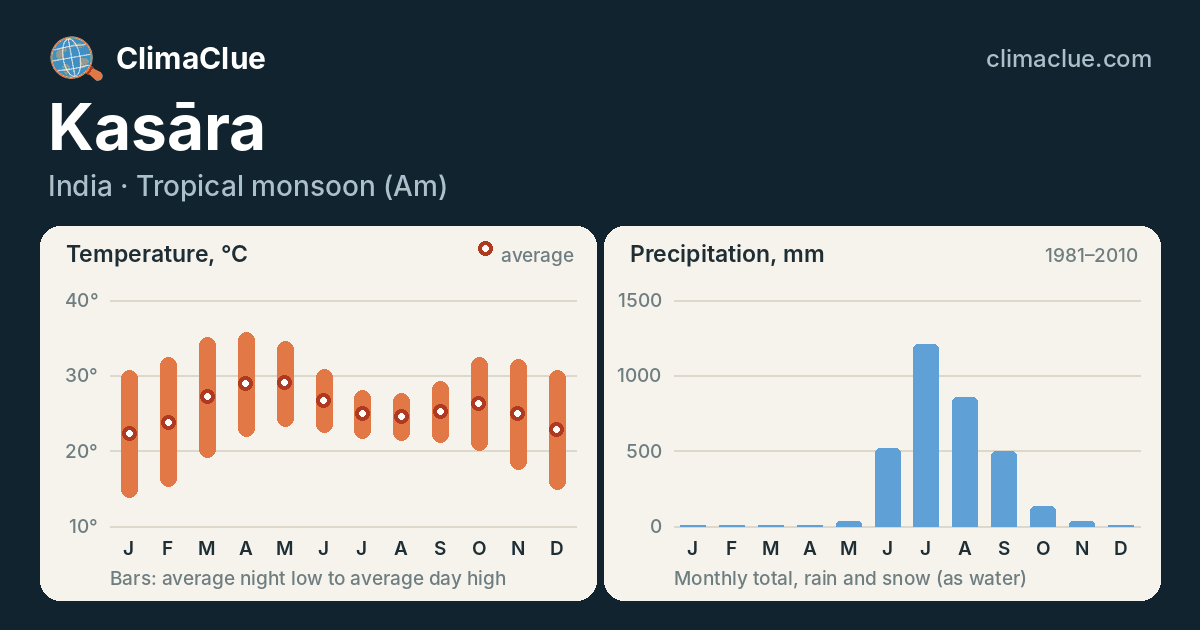 ClimaClue
climaclue.com
Kasāra
India · Tropical monsoon (Am)
Temperature, °C
average
40°
30°
20°
10°
J F M A M J J A S O N D
Bars: average night low to average day high
Precipitation, mm
1981–2010
1500
1000
500
0
J F M A M J J A S O N D
Monthly total, rain and snow (as water)